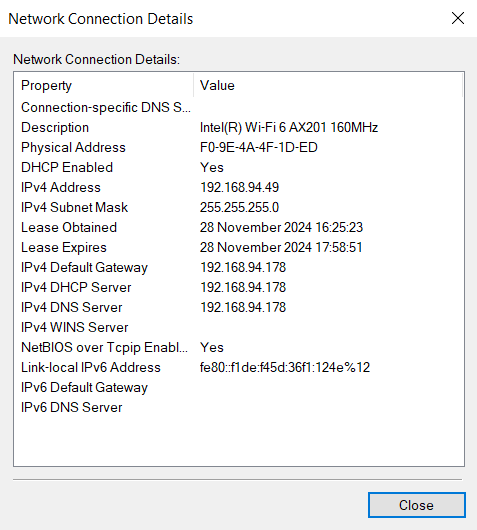 Network Connection Details
Network Connection Details:
Property Value
Connection-specific DNS S...
Description Intel(R) Wi-Fi 6 AX201 160MHz
Physical Address F0-9E-4A-4F-1D-ED
DHCP Enabled Yes
IPv4 Address 192.168.94.49
IPv4 Subnet Mask 255.255.255.0
Lease Obtained 28 November 2024 16:25:23
Lease Expires 28 November 2024 17:58:51
IPv4 Default Gateway 192.168.94.178
IPv4 DHCP Server 192.168.94.178
IPv4 DNS Server 192.168.94.178
IPv4 WINS Server
NetBIOS over Tcpip Enabl... Yes
Link-local IPv6 Address fe80::f1de:f45d:36f1:124e%12
IPv6 Default Gateway
IPv6 DNS Server
Close